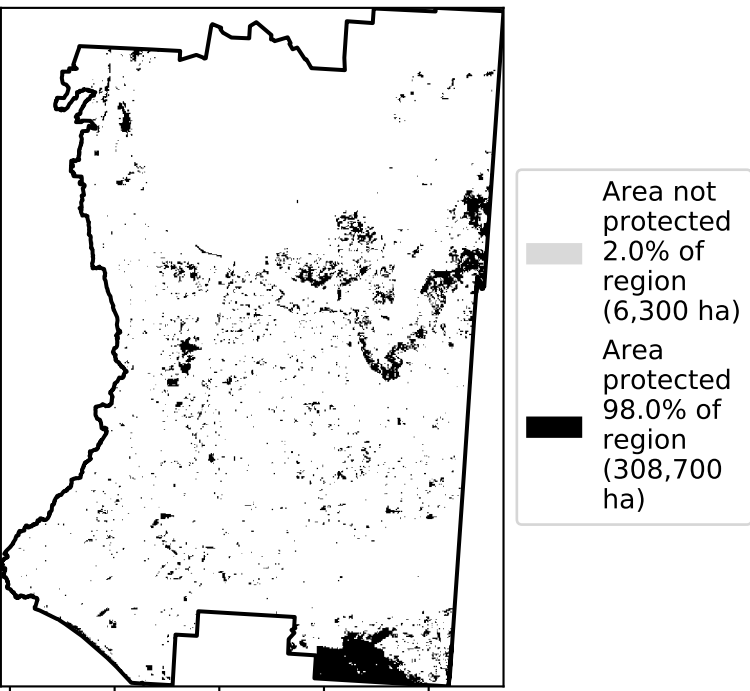 Area not
protected
2.0% of
region
(6,300 ha)
Area
protected
98.0% of
region
(308,700
ha)